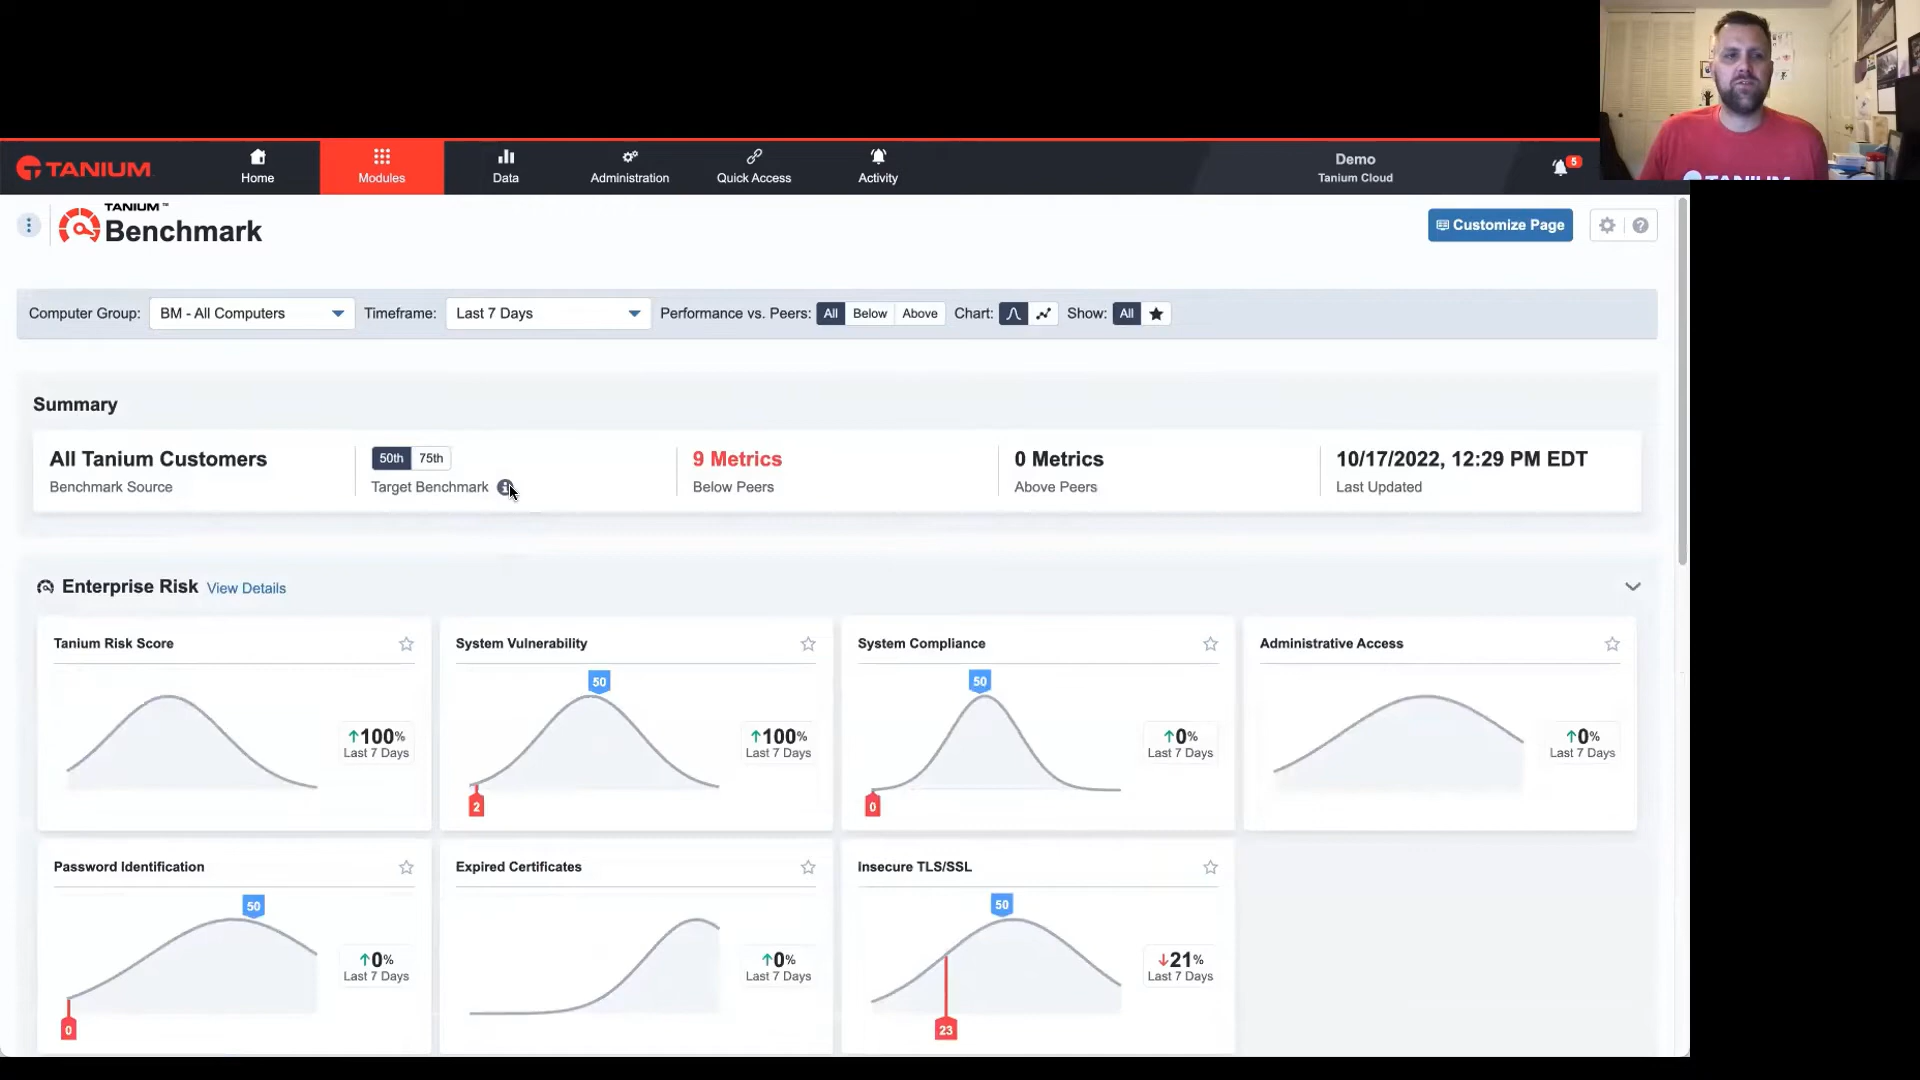 TANIUM
Home
Modules
Data
Administration
Quick Access
Activity
Demo
Tanium Cloud
5
TANIUM
TANIUM™
Benchmark
Customize Page
Computer Group:
BM - All Computers
Timeframe:
Last 7 Days
Performance vs. Peers:
All
Below
Above
Chart:
Show:
All
Summary
All Tanium Customers
Benchmark Source
50th
75th
Target Benchmark
9 Metrics
Below Peers
0 Metrics
Above Peers
10/17/2022, 12:29 PM EDT
Last Updated
Enterprise Risk
View Details
Tanium Risk Score
100%
Last 7 Days
System Vulnerability
50
2
100%
Last 7 Days
System Compliance
50
0
0%
Last 7 Days
Administrative Access
0%
Last 7 Days
Password Identification
50
0
0%
Last 7 Days
Expired Certificates
0%
Last 7 Days
Insecure TLS/SSL
50
23
21%
Last 7 Days